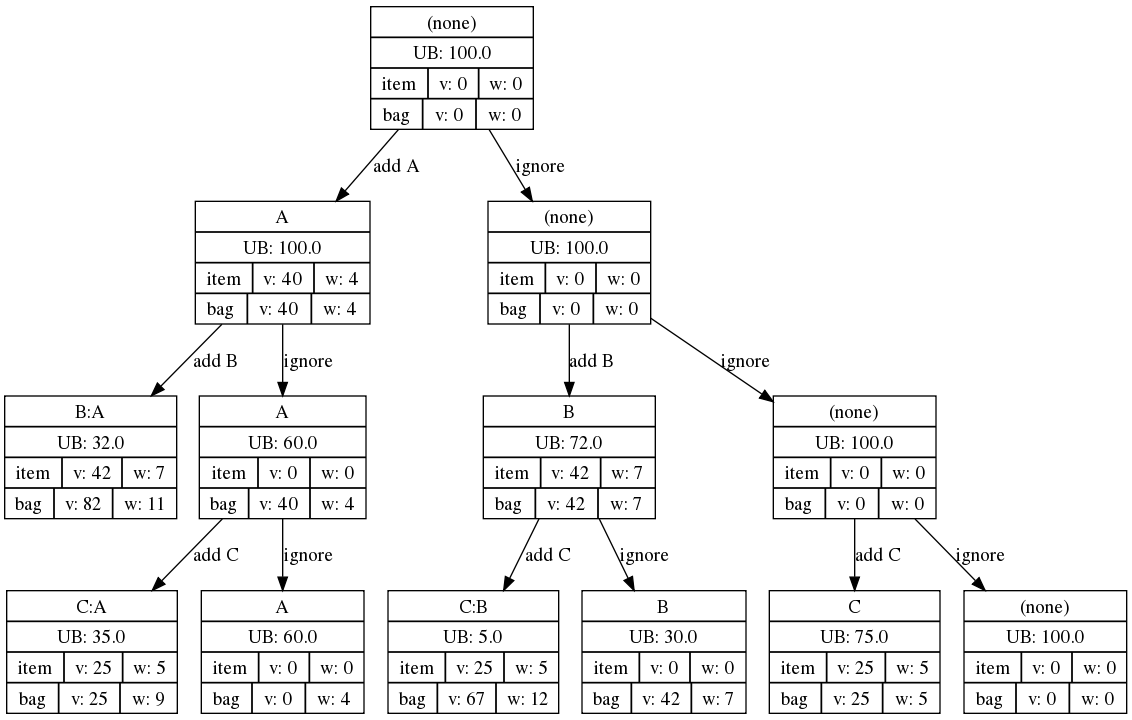 (none)
UB: 100.0
item v: 0 w: 0
bag v: 0 w: 0
add A ignore
A (none)
UB: 100.0 UB: 100.0
item v: 40 w: 4 item v: 0 w: 0
bag v: 40 w: 4 bag v: 0 w: 0
add B ignore add B ignore
B:A A B (none)
UB: 32.0 UB: 60.0 UB: 72.0 UB: 100.0
item v: 42 w: 7 item v: 0 w: 0 item v: 42 w: 7 item v: 0 w: 0
bag v: 82 w: 11 bag v: 40 w: 4 bag v: 42 w: 7 bag v: 0 w: 0
add C ignore add C ignore add C ignore
C:A A C:B B C (none)
UB: 35.0 UB: 60.0 UB: 5.0 UB: 30.0 UB: 75.0 UB: 100.0
item v: 25 w: 5 item v: 0 w: 0 item v: 25 w: 5 item v: 0 w: 0 item v: 25 w: 5 item v: 0 w: 0
bag v: 25 w: 9 bag v: 0 w: 4 bag v: 67 w: 12 bag v: 42 w: 7 bag v: 25 w: 5 bag v: 0 w: 0